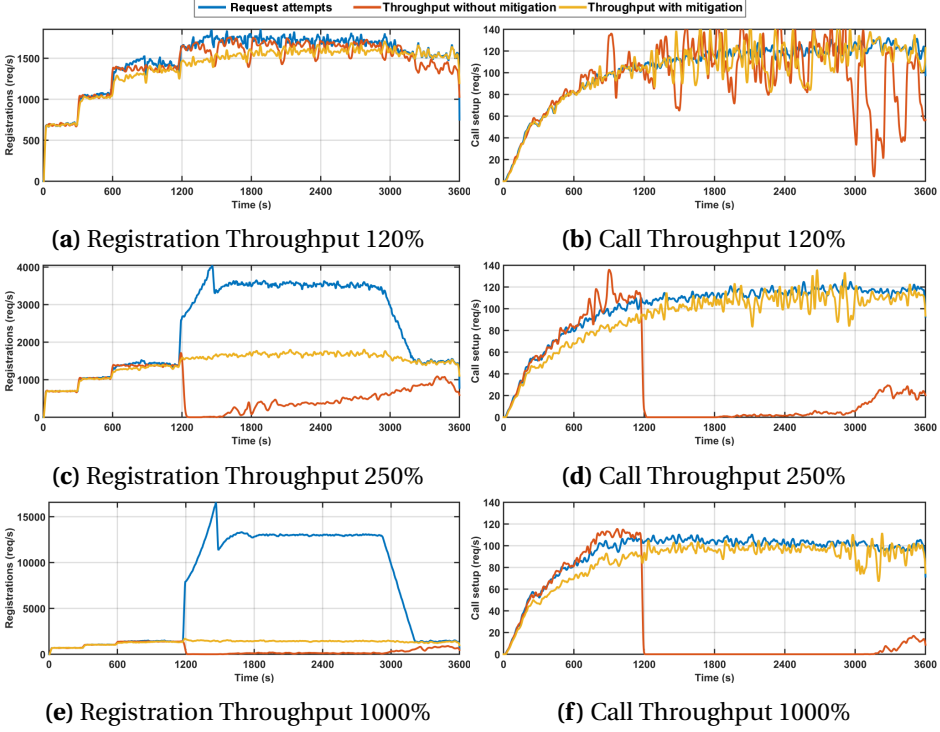 Request attempts Throughput without mitigation Throughput with mitigation
Registrations (req/s)
1500
1000
500
0
0 600 1200 1800 2400 3000 3600
Time (s)
(a) Registration Throughput 120%
Call setup (req/s)
140
120
100
80
60
40
20
0
0 600 1200 1800 2400 3000 3600
Time (s)
(b) Call Throughput 120%
Registrations (req/s)
4000
3000
2000
1000
0
0 600 1200 1800 2400 3000 3600
Time (s)
(c) Registration Throughput 250%
Call setup (req/s)
140
120
100
80
60
40
20
0
0 600 1200 1800 2400 3000 3600
Time (s)
(d) Call Throughput 250%
Registrations (req/s)
15000
10000
5000
0
0 600 1200 1800 2400 3000 3600
Time (s)
(e) Registration Throughput 1000%
Call setup (req/s)
140
120
100
80
60
40
20
0
0 600 1200 1800 2400 3000 3600
Time (s)
(f) Call Throughput 1000%